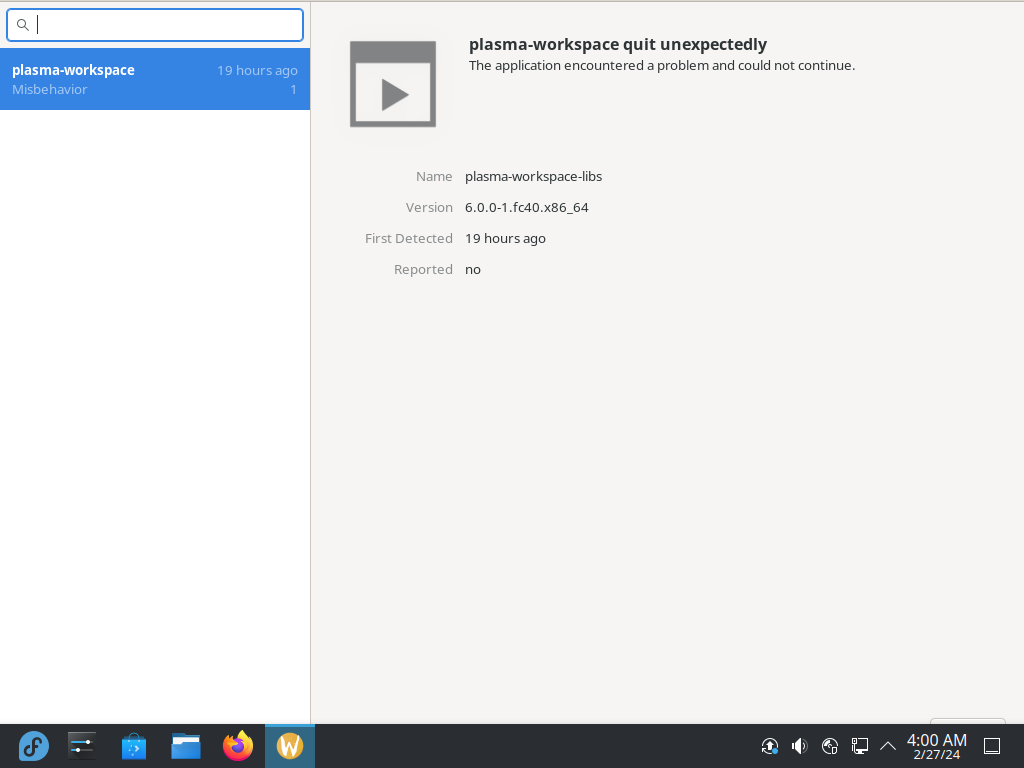 plasma-workspace 19 hours ago
Misbehavior 1
plasma-workspace quit unexpectedly
The application encountered a problem and could not continue.
Name plasma-workspace-libs
Version 6.0.0-1.fc40.x86_64
First Detected 19 hours ago
Reported no
4:00 AM
2/27/24